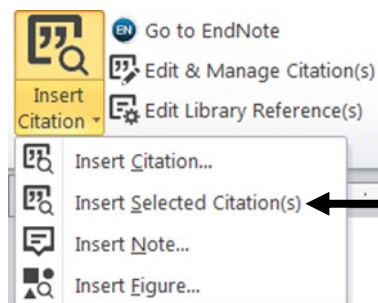 EN Go to EndNote
Edit & Manage Citation(s)
Insert
Citation
Edit Library Reference(s)
Insert Citation...
Insert Selected Citation(s)
Insert Note...
Insert Figure...